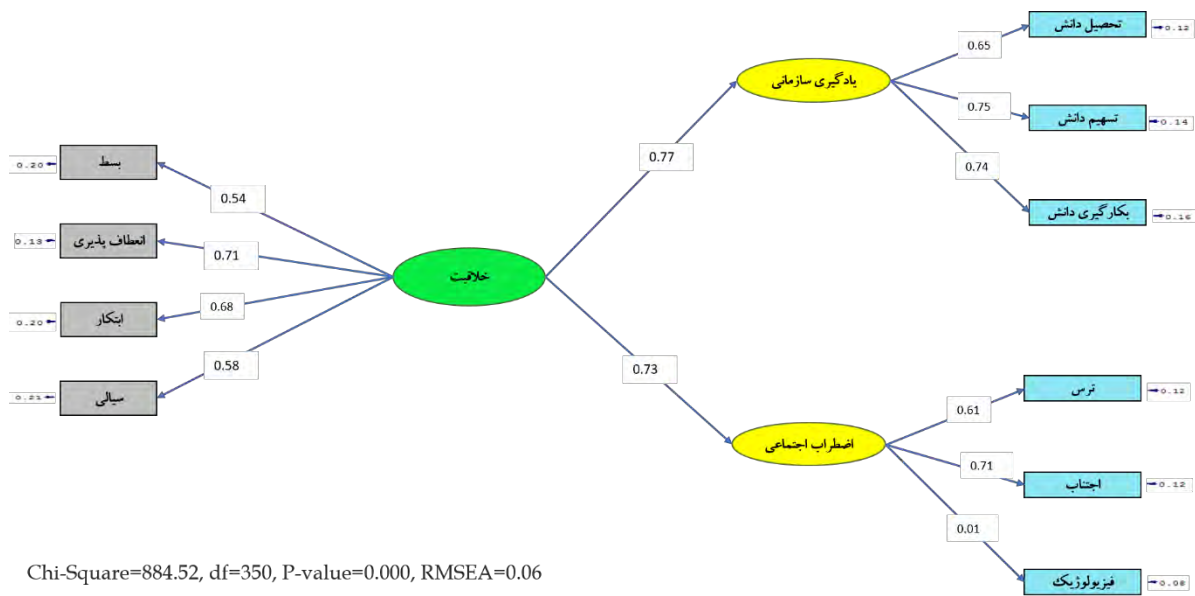 تحصیل دانش
0.12
0.65
یادگیری سازمانی
0.75
تسهیم دانش
0.14
0.77
0.74
بکارگیری دانش
0.16
بسط
0.20
0.54
انعطاف پذیری
0.13
0.71
خلاقیت
ابتکار
0.20
0.68
سیالی
0.21
0.58
0.73
ترس
0.12
0.61
اضطراب اجتماعی
0.71
اجتناب
0.12
0.01
فیزیولوژیک
0.08
Chi-Square=884.52, df=350, P-value=0.000, RMSEA=0.06